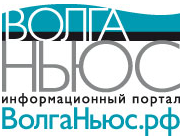 ВОЛГА
НЬЮС
информационный портал
ВолгаНьюс.рф